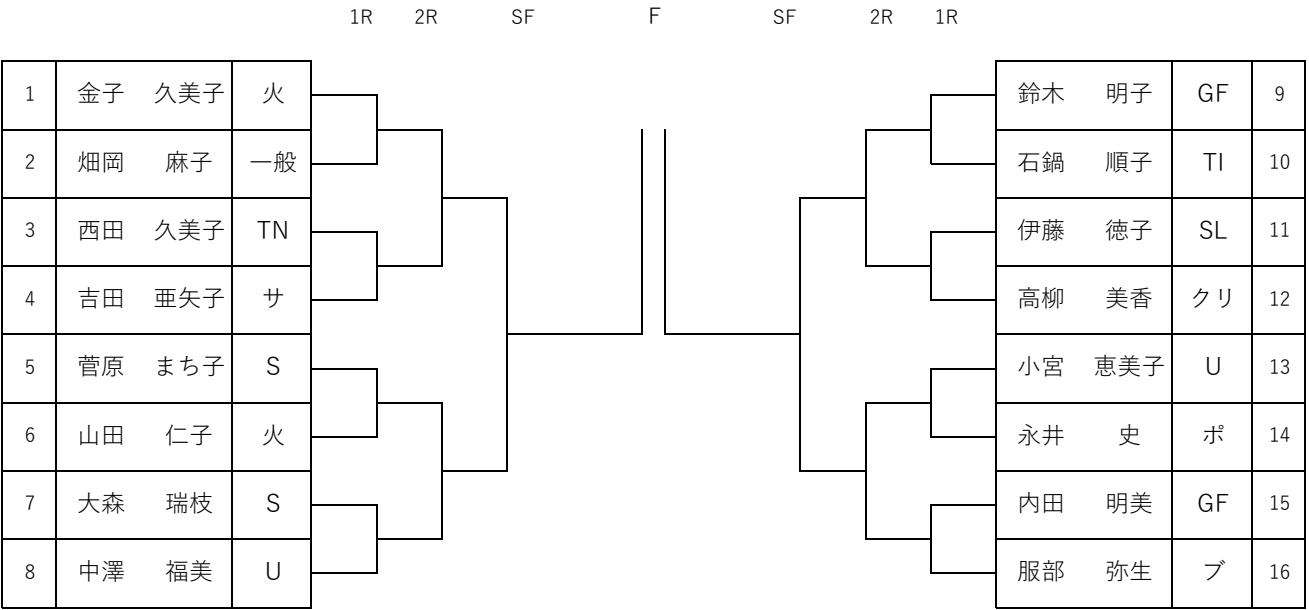 1R 2R SF F SF 2R 1R
1 金子 久美子 火 鈴木 明子 GF 9
2 畑岡 麻子 一般 石鍋 順子 TI 10
3 西田 久美子 TN 伊藤 徳子 SL 11
4 吉田 亜矢子 サ 高柳 美香 クリ 12
5 菅原 まち子 S 小宮 恵美子 U 13
6 山田 仁子 火 永井 史 ポ 14
7 大森 瑞枝 S 内田 明美 GF 15
8 中澤 福美 U 服部 弥生 ブ 16